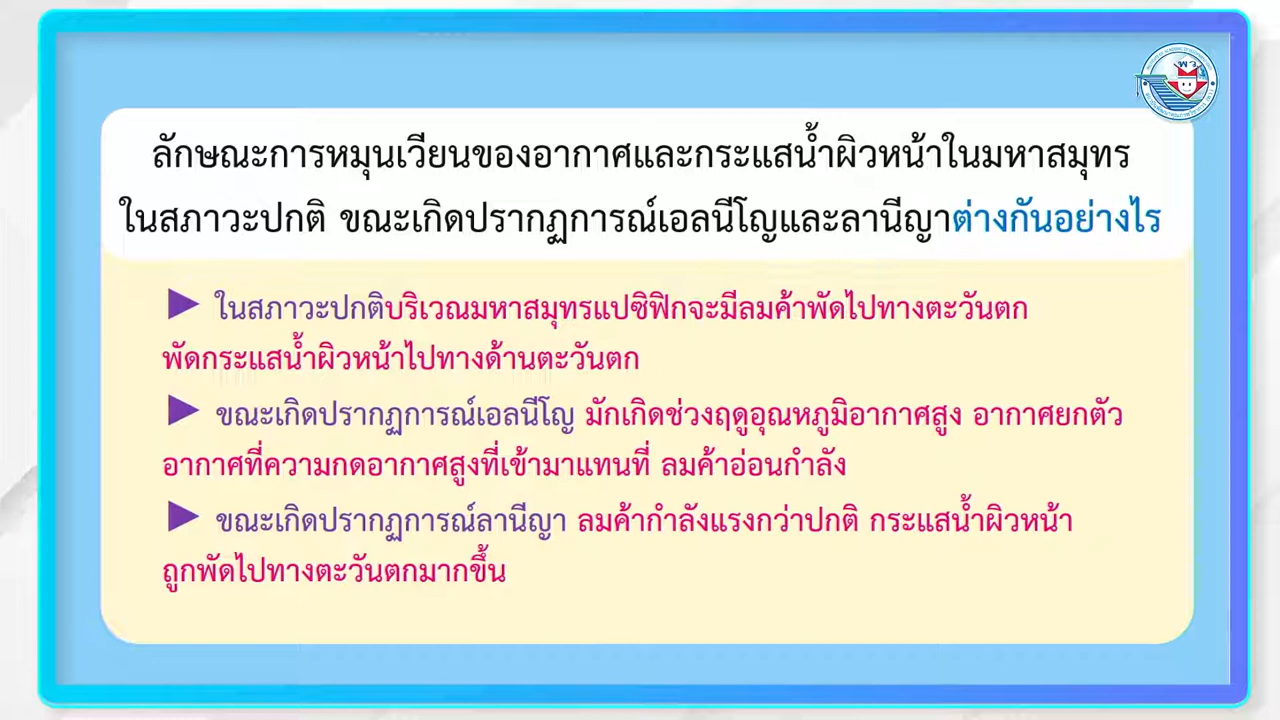 พว
ลักษณะการหมุนเวียนของอากาศและกระแสน้ำผิวหน้าในมหาสมุทร
ในสภาวะปกติ ขณะเกิดปรากฏการณ์เอลนีโญและลานีญาต่างกันอย่างไร
▶ ในสภาวะปกติบริเวณมหาสมุทรแปซิฟิกจะมีลมค้าพัดไปทางตะวันตก
พัดกระแสน้ำผิวหน้าไปทางด้านตะวันตก
▶ ขณะเกิดปรากฏการณ์เอลนีโญ มักเกิดช่วงฤดูอุณหภูมิอากาศสูง อากาศยกตัว
อากาศที่ความกดอากาศสูงที่เข้ามาแทนที่ ลมค้าอ่อนกำลัง
▶ ขณะเกิดปรากฏการณ์ลานีญา ลมค้ากำลังแรงกว่าปกติ กระแสน้ำผิวหน้า
ถูกพัดไปทางตะวันตกมากขึ้น